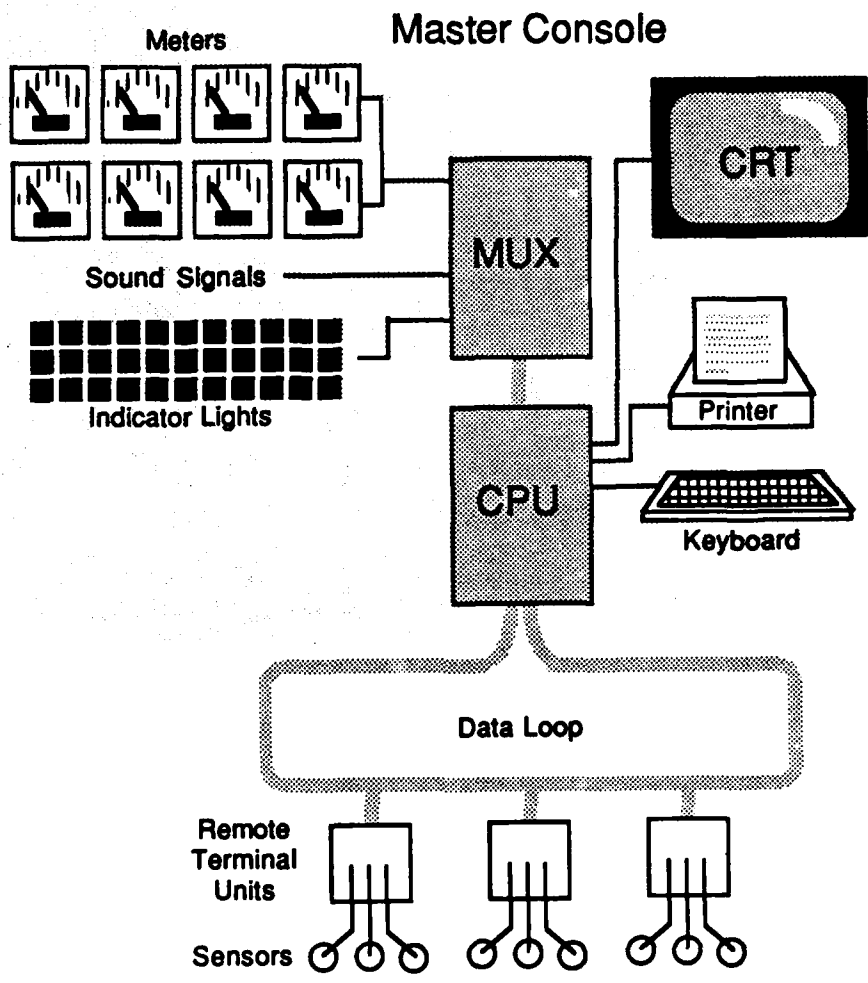 Master Console
Meters
CRT
MUX
Sound Signals
Indicator Lights
Printer
CPU
Keyboard
Data Loop
Remote
Terminal
Units
Sensors